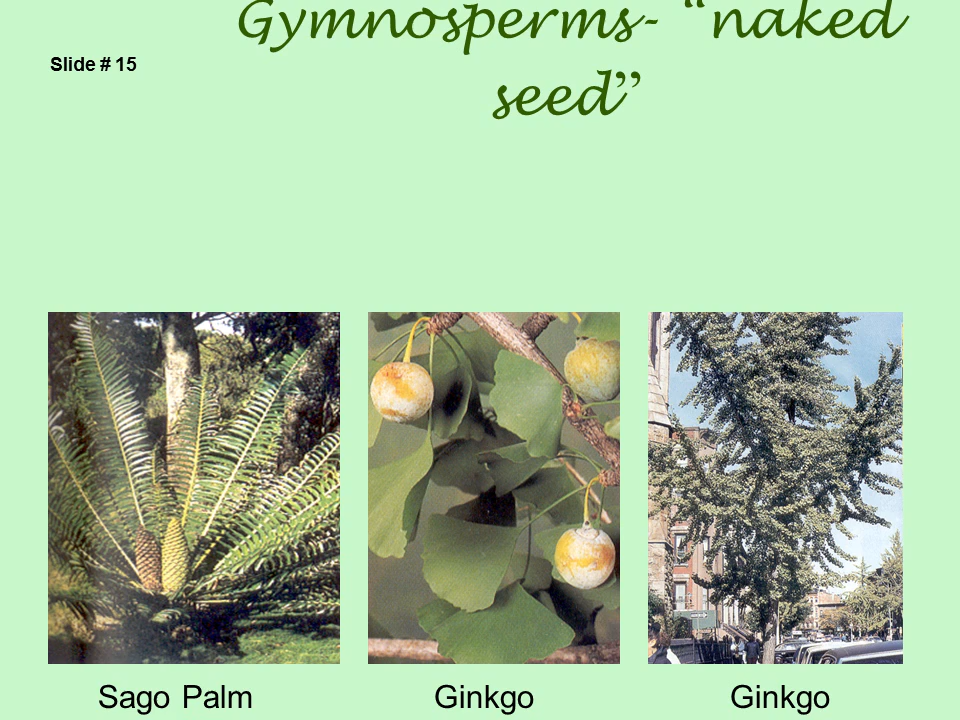 Gymnosperms- “naked
seed”
Slide # 15
Sago Palm
Ginkgo
Ginkgo